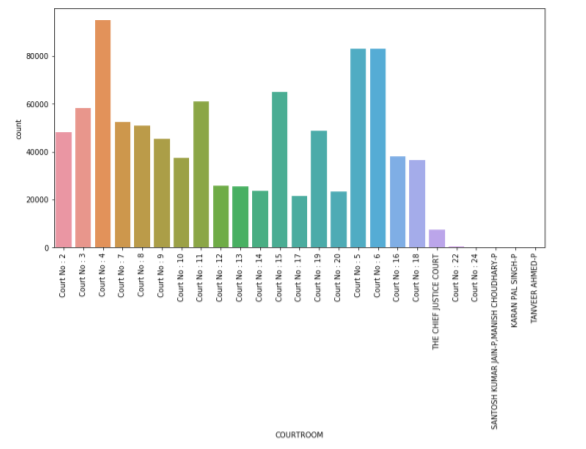 80000
60000
40000
20000
0
count
Court No : 2
Court No : 3
Court No : 4
Court No : 7
Court No : 8
Court No : 9
Court No : 10
Court No : 11
Court No : 12
Court No : 13
Court No : 14
Court No : 15
Court No : 17
Court No : 19
Court No : 20
Court No : 5
Court No : 6
Court No : 16
Court No : 18
THE CHIEF JUSTICE COURT
Court No : 22
Court No : 24
SANTOSH KUMAR JAIN-P,MANISH CHOUDHARY-P
KARAN PAL SINGH-P
TANVEER AHMED-P
COURTROOM